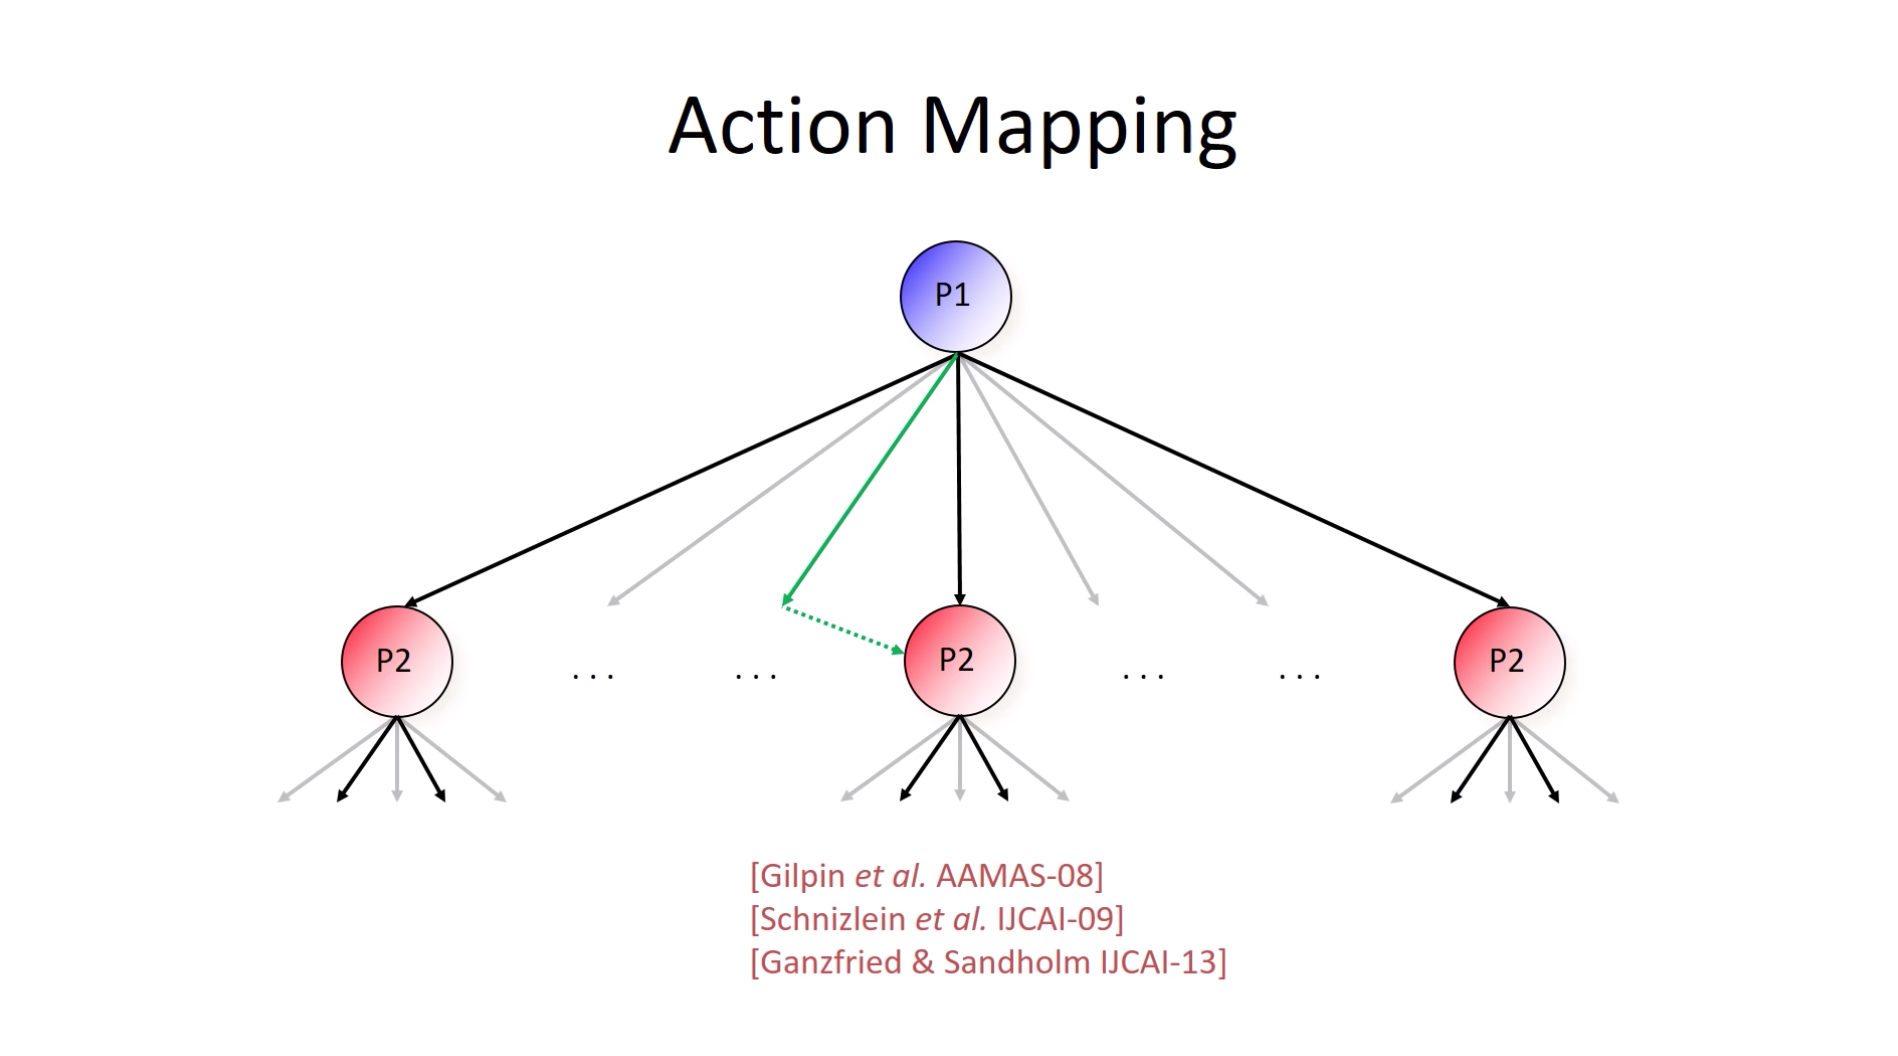 Action Mapping
P1
P2
. . .
. . .
P2
. . .
. . .
P2
[Gilpin et al. AAMAS-08]
[Schnizlein et al. IJCAI-09]
[Ganzfried & Sandholm IJCAI-13]